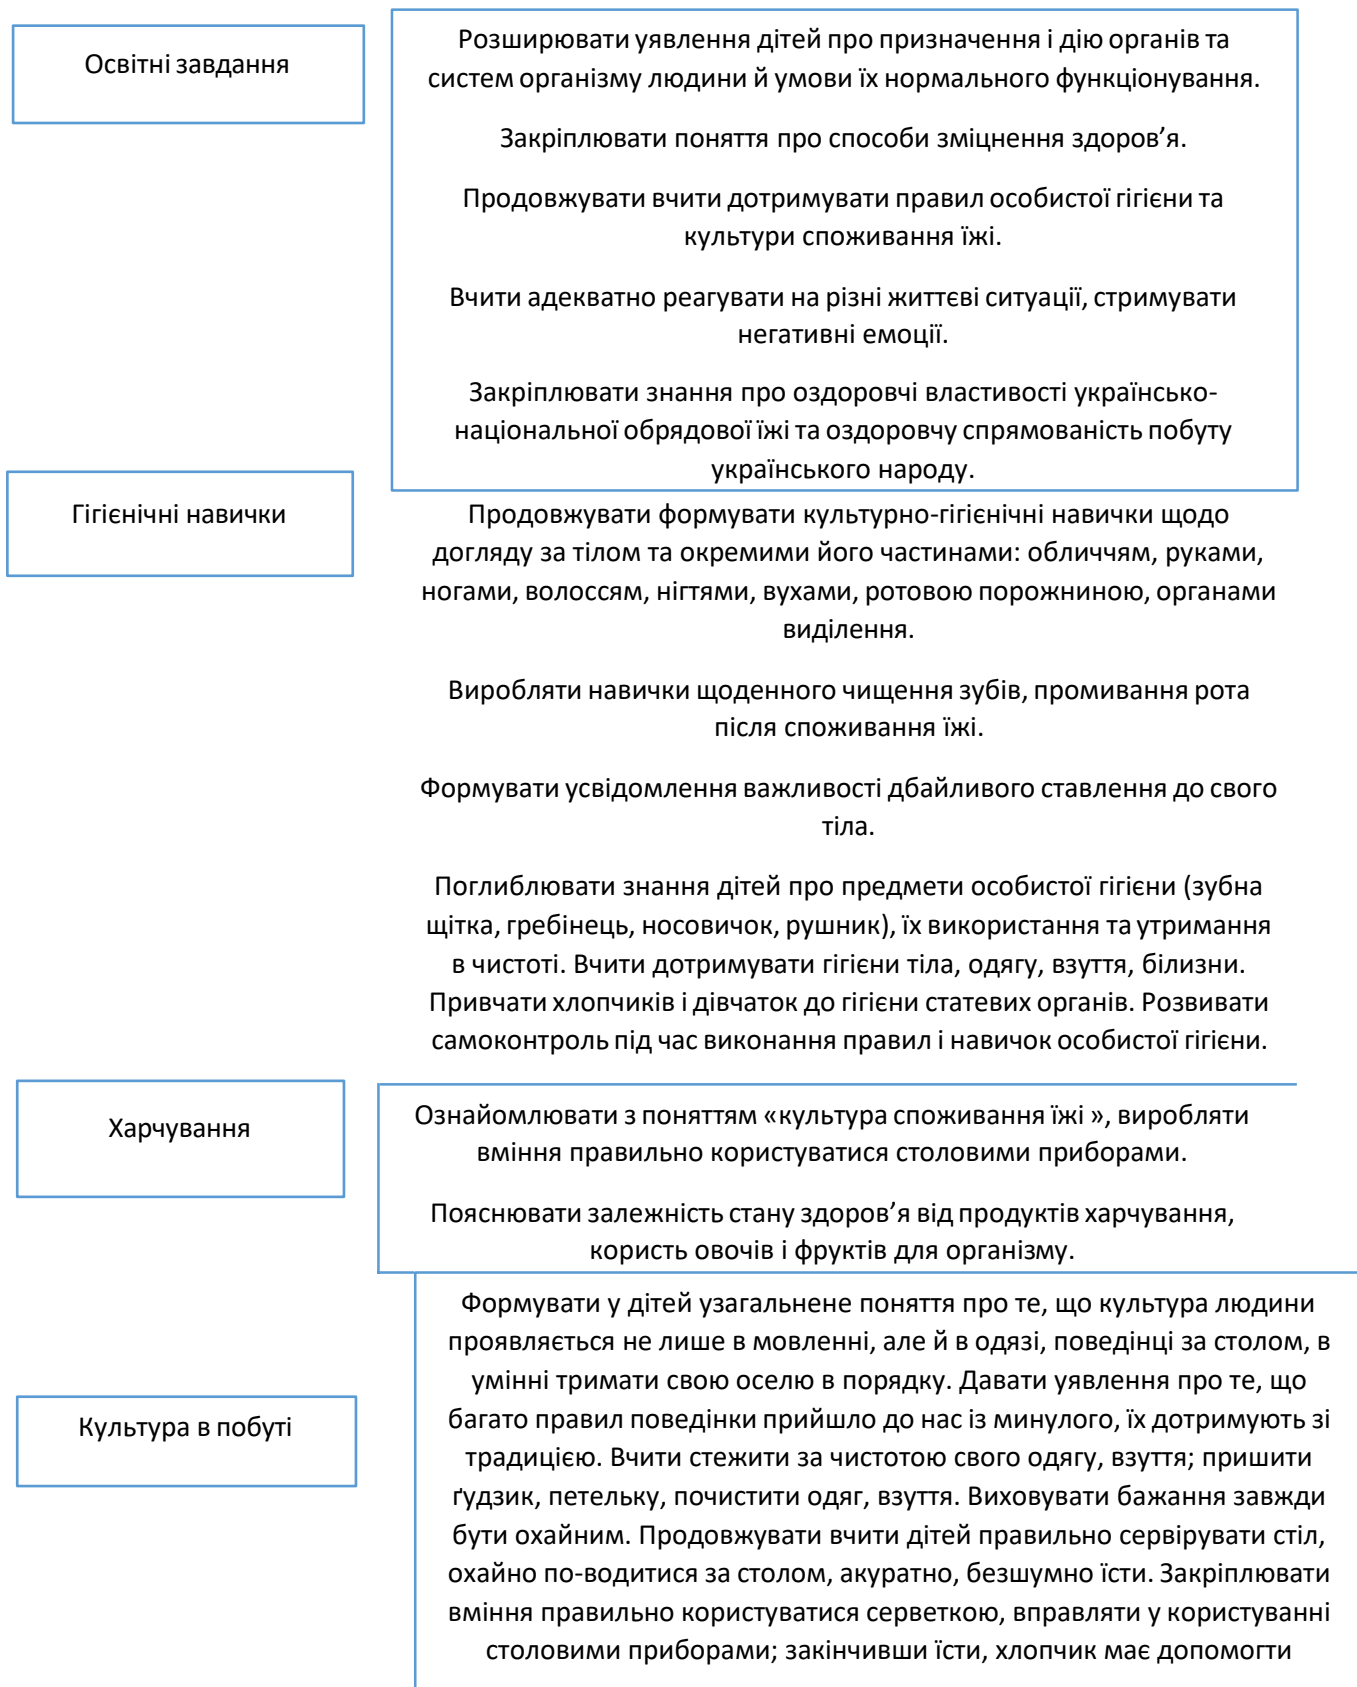 Освітні завдання
Розширювати уявлення дітей про призначення і дію органів та
систем організму людини й умови їх нормального функціонування.
Закріплювати поняття про способи зміцнення здоров’я.
Продовжувати вчити дотримувати правил особистої гігієни та
культури споживання їжі.
Вчити адекватно реагувати на різні життєві ситуації, стримувати
негативні емоції.
Закріплювати знання про оздоровчі властивості українсько-
національної обрядової їжі та оздоровчу спрямованість побуту
українського народу.
Гігієнічні навички
Продовжувати формувати культурно-гігієнічні навички щодо
догляду за тілом та окремими його частинами: обличчям, руками,
ногами, волоссям, нігтями, вухами, ротовою порожниною, органами
виділення.
Виробляти навички щоденного чищення зубів, промивання рота
після споживання їжі.
Формувати усвідомлення важливості дбайливого ставлення до свого
тіла.
Поглиблювати знання дітей про предмети особистої гігієни (зубна
щітка, гребінець, носовичок, рушник), їх використання та утримання
в чистоті. Вчити дотримувати гігієни тіла, одягу, взуття, білизни.
Привчати хлопчиків і дівчаток до гігієни статевих органів. Розвивати
самоконтроль під час виконання правил і навичок особистої гігієни.
Харчування
Ознайомлювати з поняттям «культура споживання їжі », виробляти
вміння правильно користуватися столовими приборами.
Пояснювати залежність стану здоров’я від продуктів харчування,
користь овочів і фруктів для організму.
Культура в побуті
Формувати у дітей узагальнене поняття про те, що культура людини
проявляється не лише в мовленні, але й в одязі, поведінці за столом, в
умінні тримати свою оселю в порядку. Давати уявлення про те, що
багато правил поведінки прийшло до нас із минулого, їх дотримують зі
традицією. Вчити стежити за чистотою свого одягу, взуття; пришити
ґудзик, петельку, почистити одяг, взуття. Виховувати бажання завжди
бути охайним. Продовжувати вчити дітей правильно сервірувати стіл,
охайно по-водитися за столом, акуратно, безшумно їсти. Закріплювати
вміння правильно користуватися серветкою, вправляти у користуванні
столовими приборами; закінчивши їсти, хлопчик має допомогти